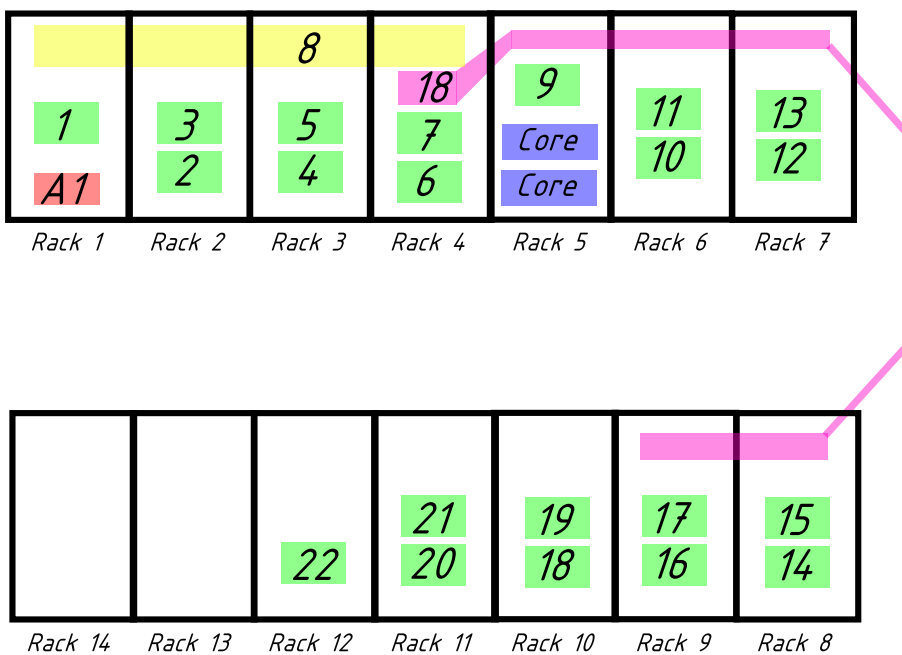 8
18
9
11
13
1
3
5
7
Core
10
12
2
4
6
A1
Core
Rack 1
Rack 2
Rack 3
Rack 4
Rack 5
Rack 6
Rack 7
21
19
17
15
22
20
18
16
14
Rack 14
Rack 13
Rack 12
Rack 11
Rack 10
Rack 9
Rack 8